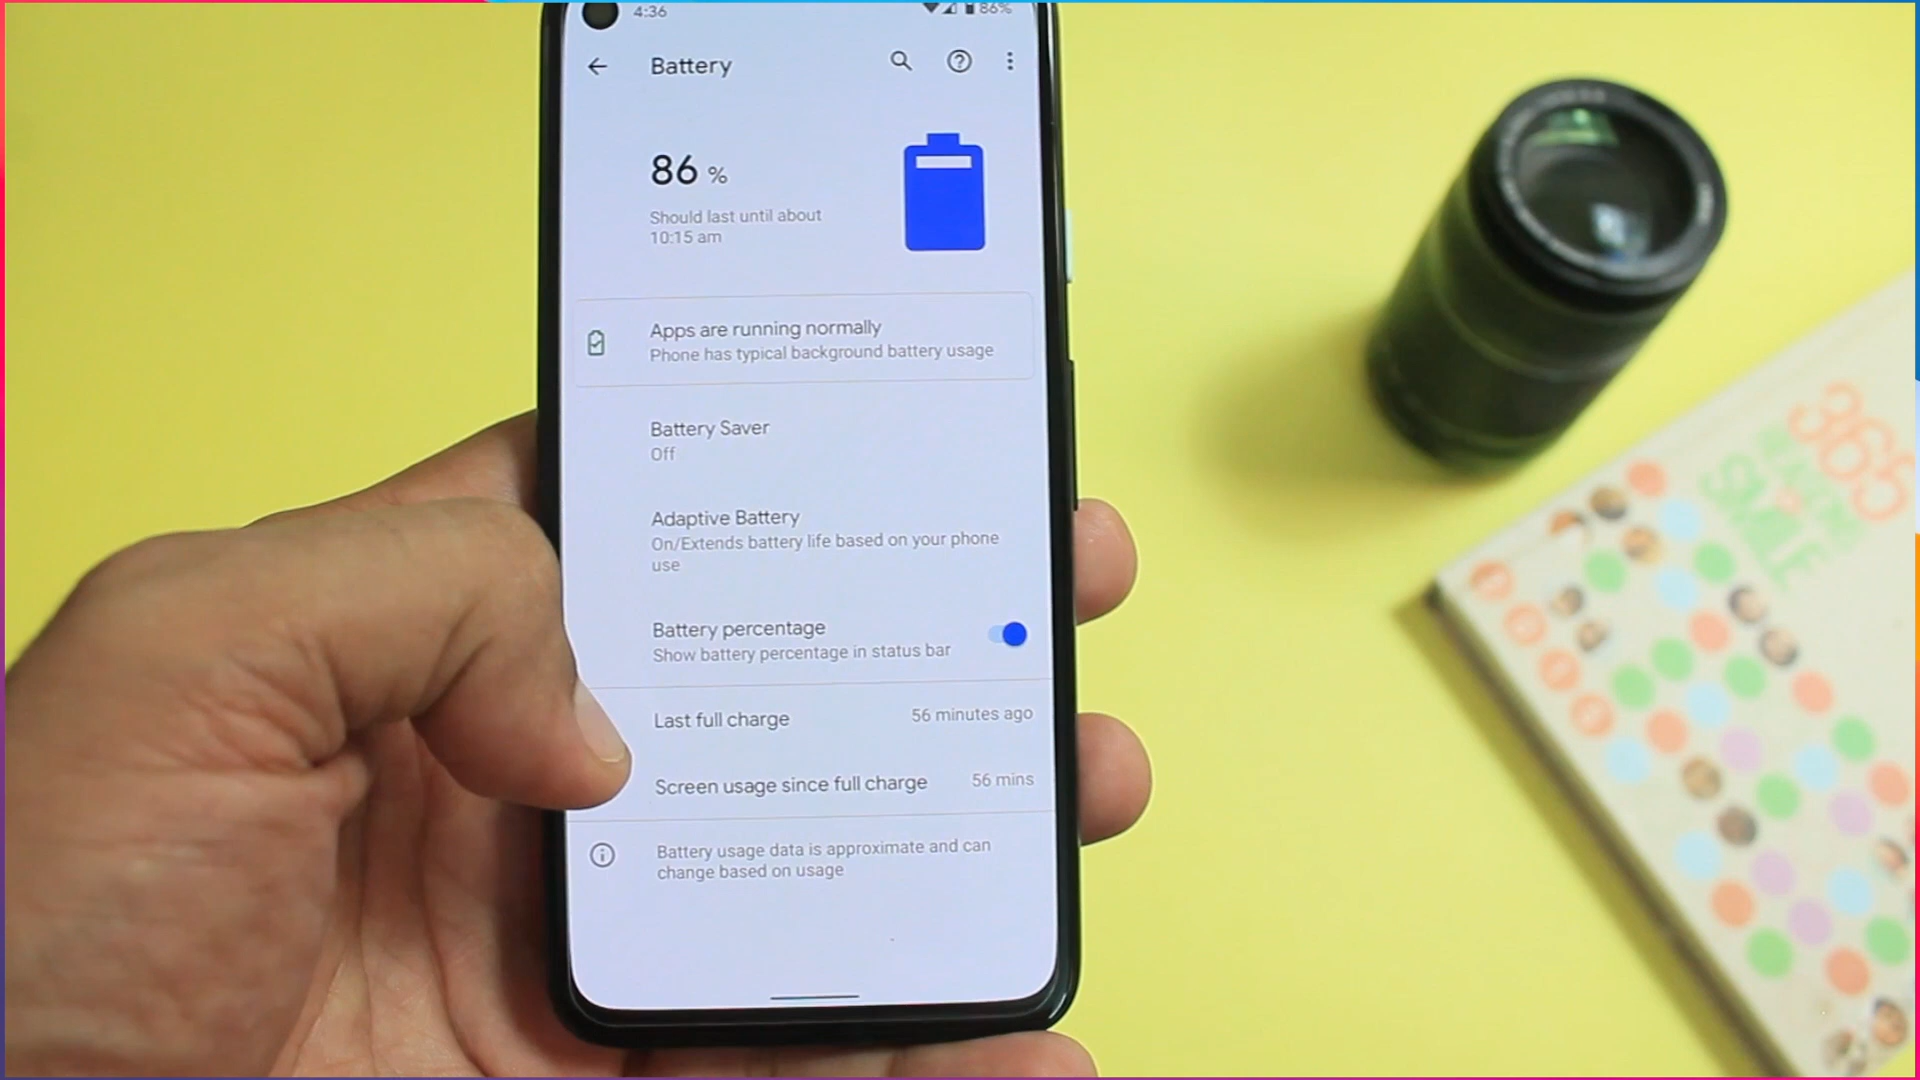 4:36
86%
Battery
86 %
Should last until about
10:15 am
Apps are running normally
Phone has typical background battery usage
Battery Saver
Off
Adaptive Battery
On/Extends battery life based on your phone
use
Battery percentage
Show battery percentage in status bar
Last full charge
56 minutes ago
Screen usage since full charge
56 mins
Battery usage data is approximate and can
change based on usage
365
SMILE